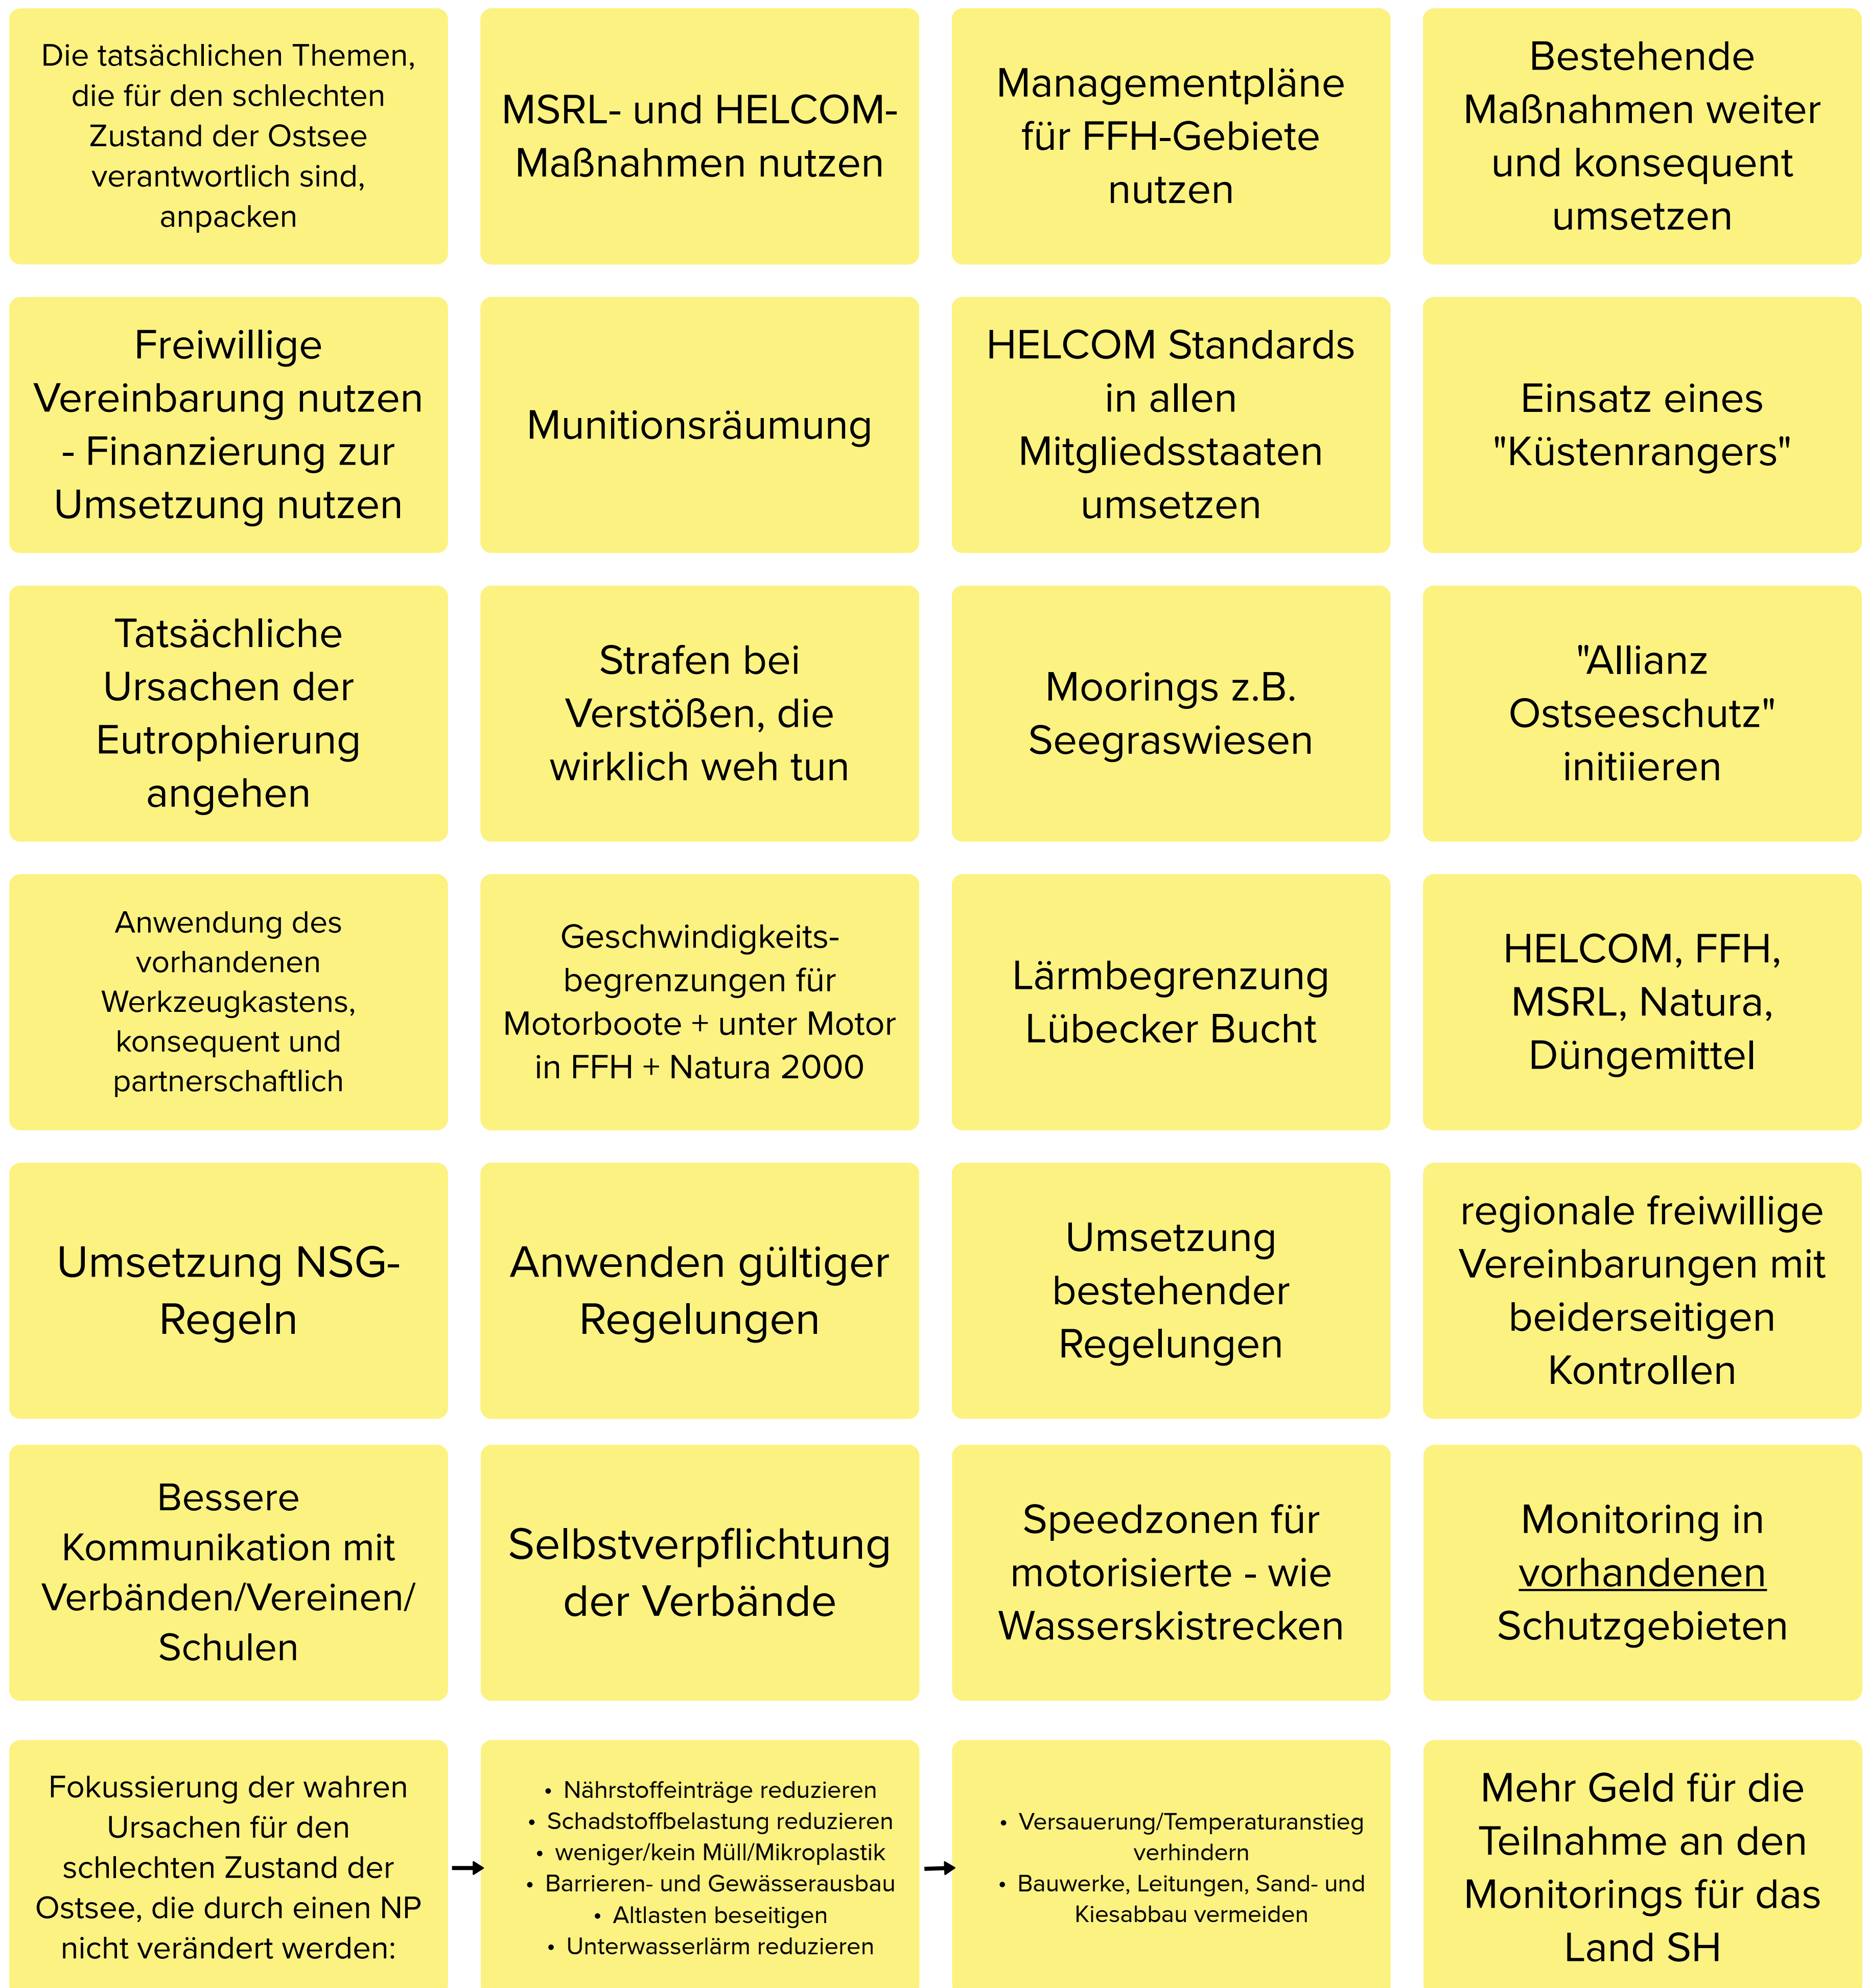 Die tatsächlichen Themen,
die für den schlechten
Zustand der Ostsee
verantwortlich sind,
anpacken
MSRL- und HELCOM-
Maßnahmen nutzen
Managementpläne
für FFH-Gebiete
nutzen
Bestehende
Maßnahmen weiter
und konsequent
umsetzen
Freiwillige
Vereinbarung nutzen
- Finanzierung zur
Umsetzung nutzen
Munitionsräumung
HELCOM Standards
in allen
Mitgliedsstaaten
umsetzen
Einsatz eines
"Küstenrangers"
Tatsächliche
Ursachen der
Eutrophierung
angehen
Strafen bei
Verstößen, die
wirklich weh tun
Moorings z.B.
Seegraswiesen
"Allianz
Ostseeschutz"
initiieren
Anwendung des
vorhandenen
Werkzeugkastens,
konsequent und
partnerschaftlich
Geschwindigkeits-
begrenzungen für
Motorboote + unter Motor
in FFH + Natura 2000
Lärmbegrenzung
Lübecker Bucht
HELCOM, FFH,
MSRL, Natura,
Düngemittel
Umsetzung NSG-
Regeln
Anwenden gültiger
Regelungen
Umsetzung
bestehender
Regelungen
regionale freiwillige
Vereinbarungen mit
beiderseitigen
Kontrollen
Bessere
Kommunikation mit
Verbänden/Vereinen/
Schulen
Selbstverpflichtung
der Verbände
Speedzonen für
motorisierte - wie
Wasserskistrecken
Monitoring in
vorhandenen
Schutzgebieten
Fokussierung der wahren
Ursachen für den
schlechten Zustand der
Ostsee, die durch einen NP
nicht verändert werden:
• Nährstoffeinträge reduzieren
• Schadstoffbelastung reduzieren
• weniger/kein Müll/Mikroplastik
• Barrieren- und Gewässerausbau
• Altlasten beseitigen
• Unterwasserlärm reduzieren
• Versauerung/Temperaturanstieg
verhindern
• Bauwerke, Leitungen, Sand- und
Kiesabbau vermeiden
Mehr Geld für die
Teilnahme an den
Monitorings für das
Land SH